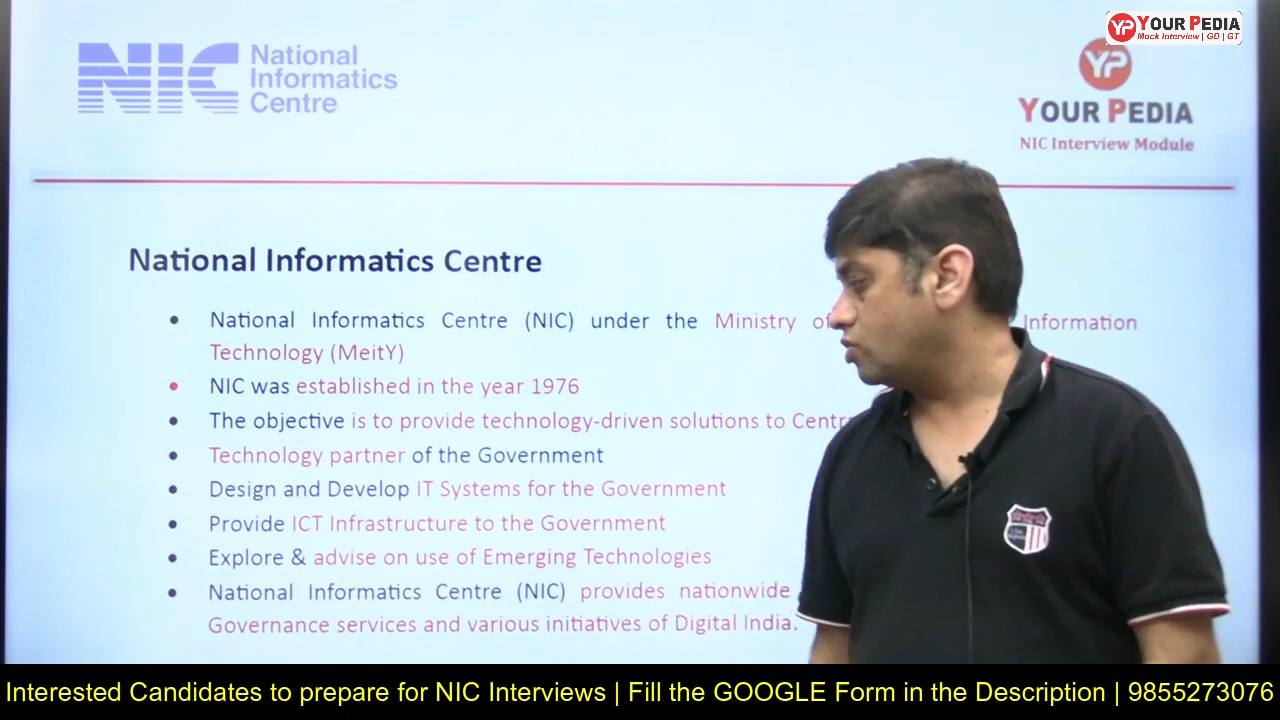 YP YOUR PEDIA
Mock Interview | GD | GT
NIC National
Informatics
Centre
YP
YOUR PEDIA
NIC Interview Module
National Informatics Centre
• National Informatics Centre (NIC) under the Ministry of Information
Technology (MeitY)
• NIC was established in the year 1976
• The objective is to provide technology-driven solutions to Centr
• Technology partner of the Government
• Design and Develop IT Systems for the Government
• Provide ICT Infrastructure to the Government
• Explore & advise on use of Emerging Technologies
• National Informatics Centre (NIC) provides nationwide
Governance services and various initiatives of Digital India.
Interested Candidates to prepare for NIC Interviews | Fill the GOOGLE Form in the Description | 9855273076